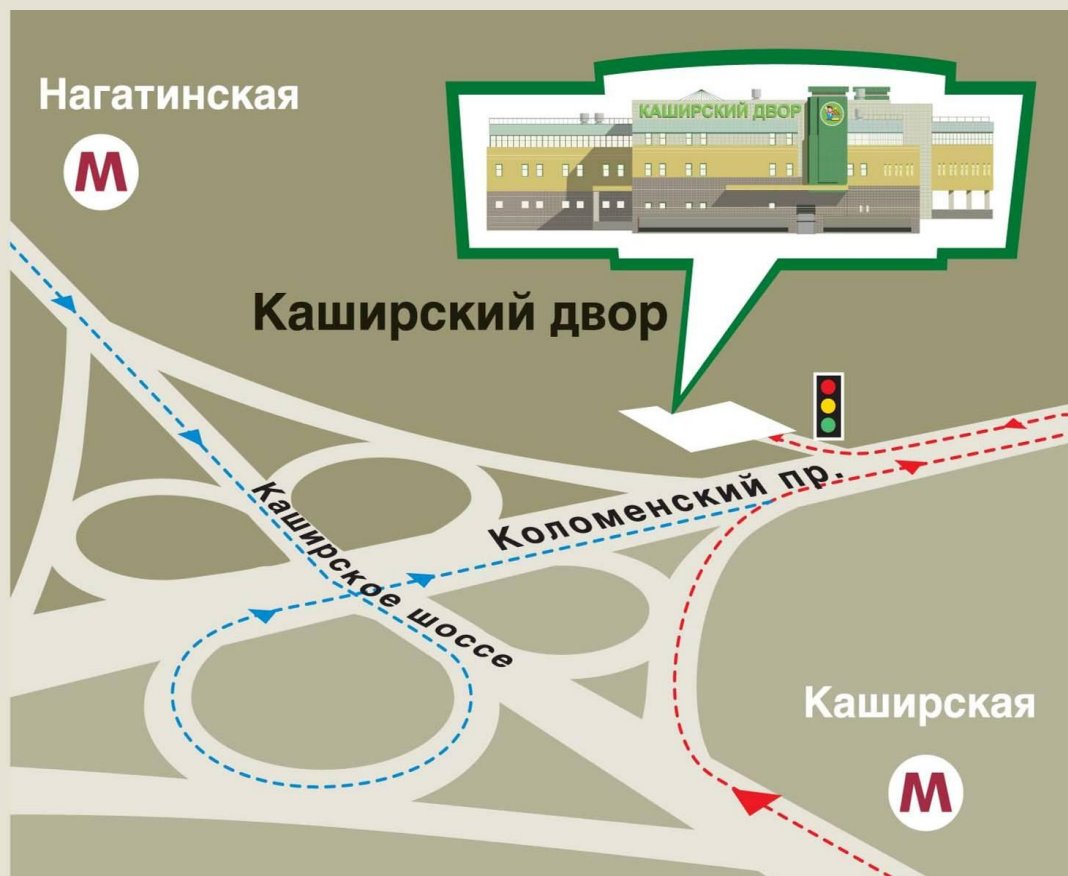 Нагатинская
М
КАШИРСКИЙ ДВОР
Каширский двор
Каширское шоссе
Коломенский пр.
Каширская
М